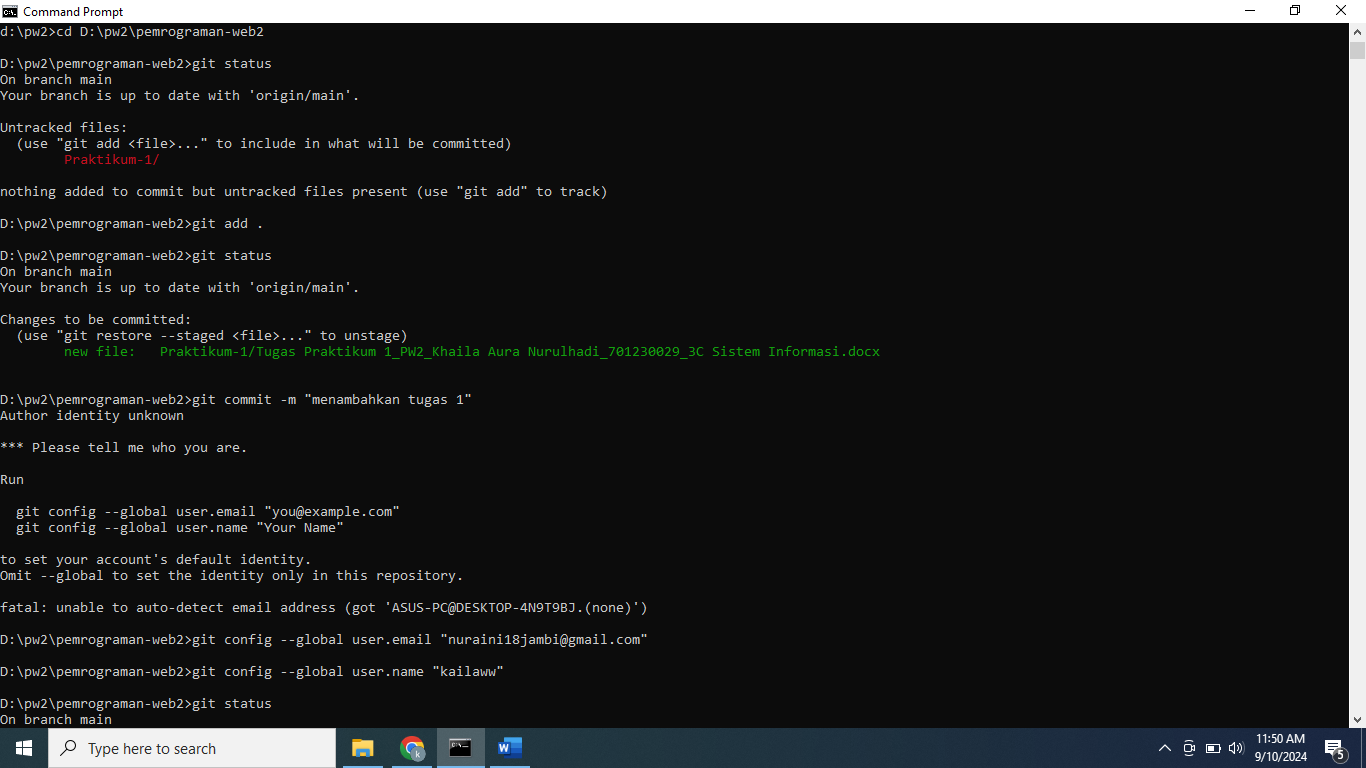 Command Prompt
d:\pw2>cd D:\pw2\pemrograman-web2
D:\pw2\pemrograman-web2>git status
On branch main
Your branch is up to date with 'origin/main'.
Untracked files:
  (use "git add <file>..." to include in what will be committed)
        Praktikum-1/
nothing added to commit but untracked files present (use "git add" to track)
D:\pw2\pemrograman-web2>git add .
D:\pw2\pemrograman-web2>git status
On branch main
Your branch is up to date with 'origin/main'.
Changes to be committed:
  (use "git restore --staged <file>..." to unstage)
        new file:   Praktikum-1/Tugas Praktikum 1_PW2_Khaila Aura Nurulhadi_701230029_3C Sistem Informasi.docx
D:\pw2\pemrograman-web2>git commit -m "menambahkan tugas 1"
Author identity unknown
*** Please tell me who you are.
Run
  git config --global user.email "you@example.com"
  git config --global user.name "Your Name"
to set your account's default identity.
Omit --global to set the identity only in this repository.
fatal: unable to auto-detect email address (got 'ASUS-PC@DESKTOP-4N9T9BJ.(none)')
D:\pw2\pemrograman-web2>git config --global user.email "nuraini18jambi@gmail.com"
D:\pw2\pemrograman-web2>git config --global user.name "kailaww"
D:\pw2\pemrograman-web2>git status
On branch main
Type here to search
k
W
11:50 AM
9/10/2024
5